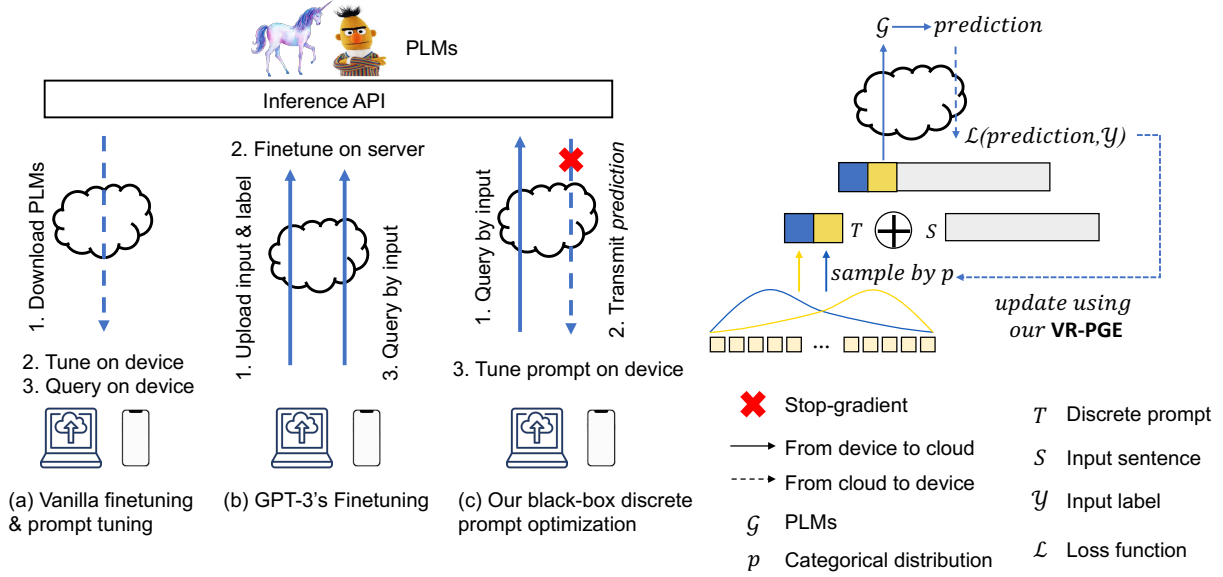 PLMs
Inference API
1. Download PLMs
2. Tune on device
3. Query on device
(a) Vanilla finetuning
& prompt tuning
2. Finetune on server
1. Upload input & label
3. Query by input
(b) GPT-3's Finetuning
1. Query by input
2. Transmit prediction
3. Tune prompt on device
(c) Our black-box discrete
prompt optimization
𝒢 prediction
ℒ(prediction,𝒴)
T S
sample by p
update using
our VR-PGE
...
Stop-gradient
From device to cloud
From cloud to device
𝒢 PLMs
p Categorical distribution
T Discrete prompt
S Input sentence
𝒴 Input label
ℒ Loss function